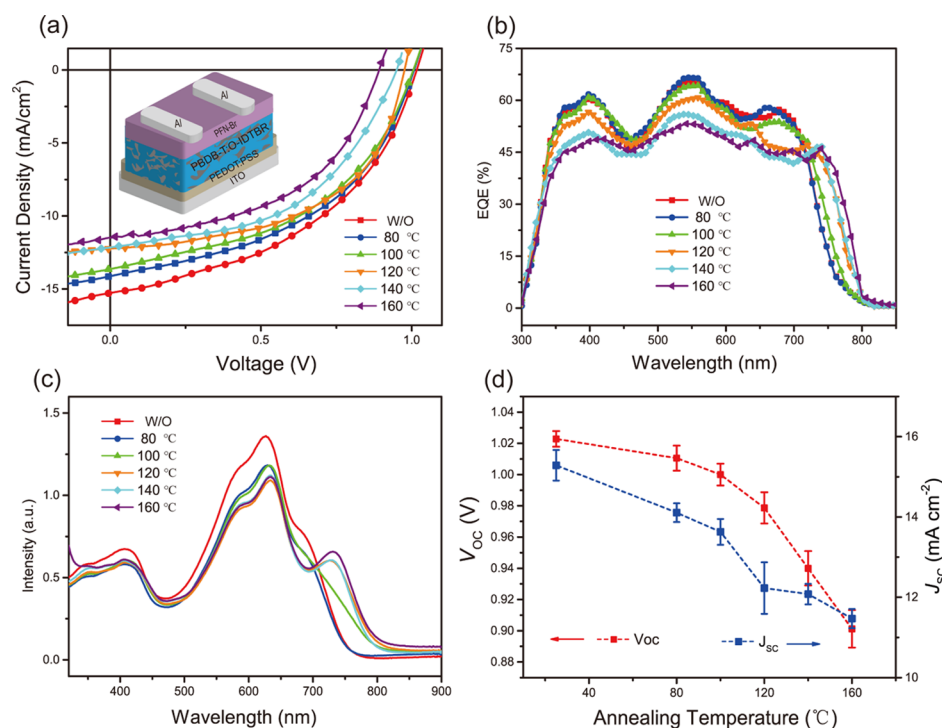 (a)
Current Density (mA/cm²)
0
-5
-10
-15
Al
Al
PFN-Br
PBDB-T:O-IDTBR
PEDOT:PSS
ITO
W/O
80 ℃
100 ℃
120 ℃
140 ℃
160 ℃
0.0 0.5 1.0
Voltage (V)
(b)
EQE (%)
75
60
45
30
15
0
W/O
80 ℃
100 ℃
120 ℃
140 ℃
160 ℃
300 400 500 600 700 800
Wavelength (nm)
(c)
Intensity (a.u.)
1.5
1.0
0.5
0.0
W/O
80 ℃
100 ℃
120 ℃
140 ℃
160 ℃
400 500 600 700 800 900
Wavelength (nm)
(d)
V_OC (V)
1.04
1.02
1.00
0.98
0.96
0.94
0.92
0.90
0.88
Voc
J_SC
16
14
12
10
J_SC (mA cm⁻²)
40 80 120 160
Annealing Temperature (℃)